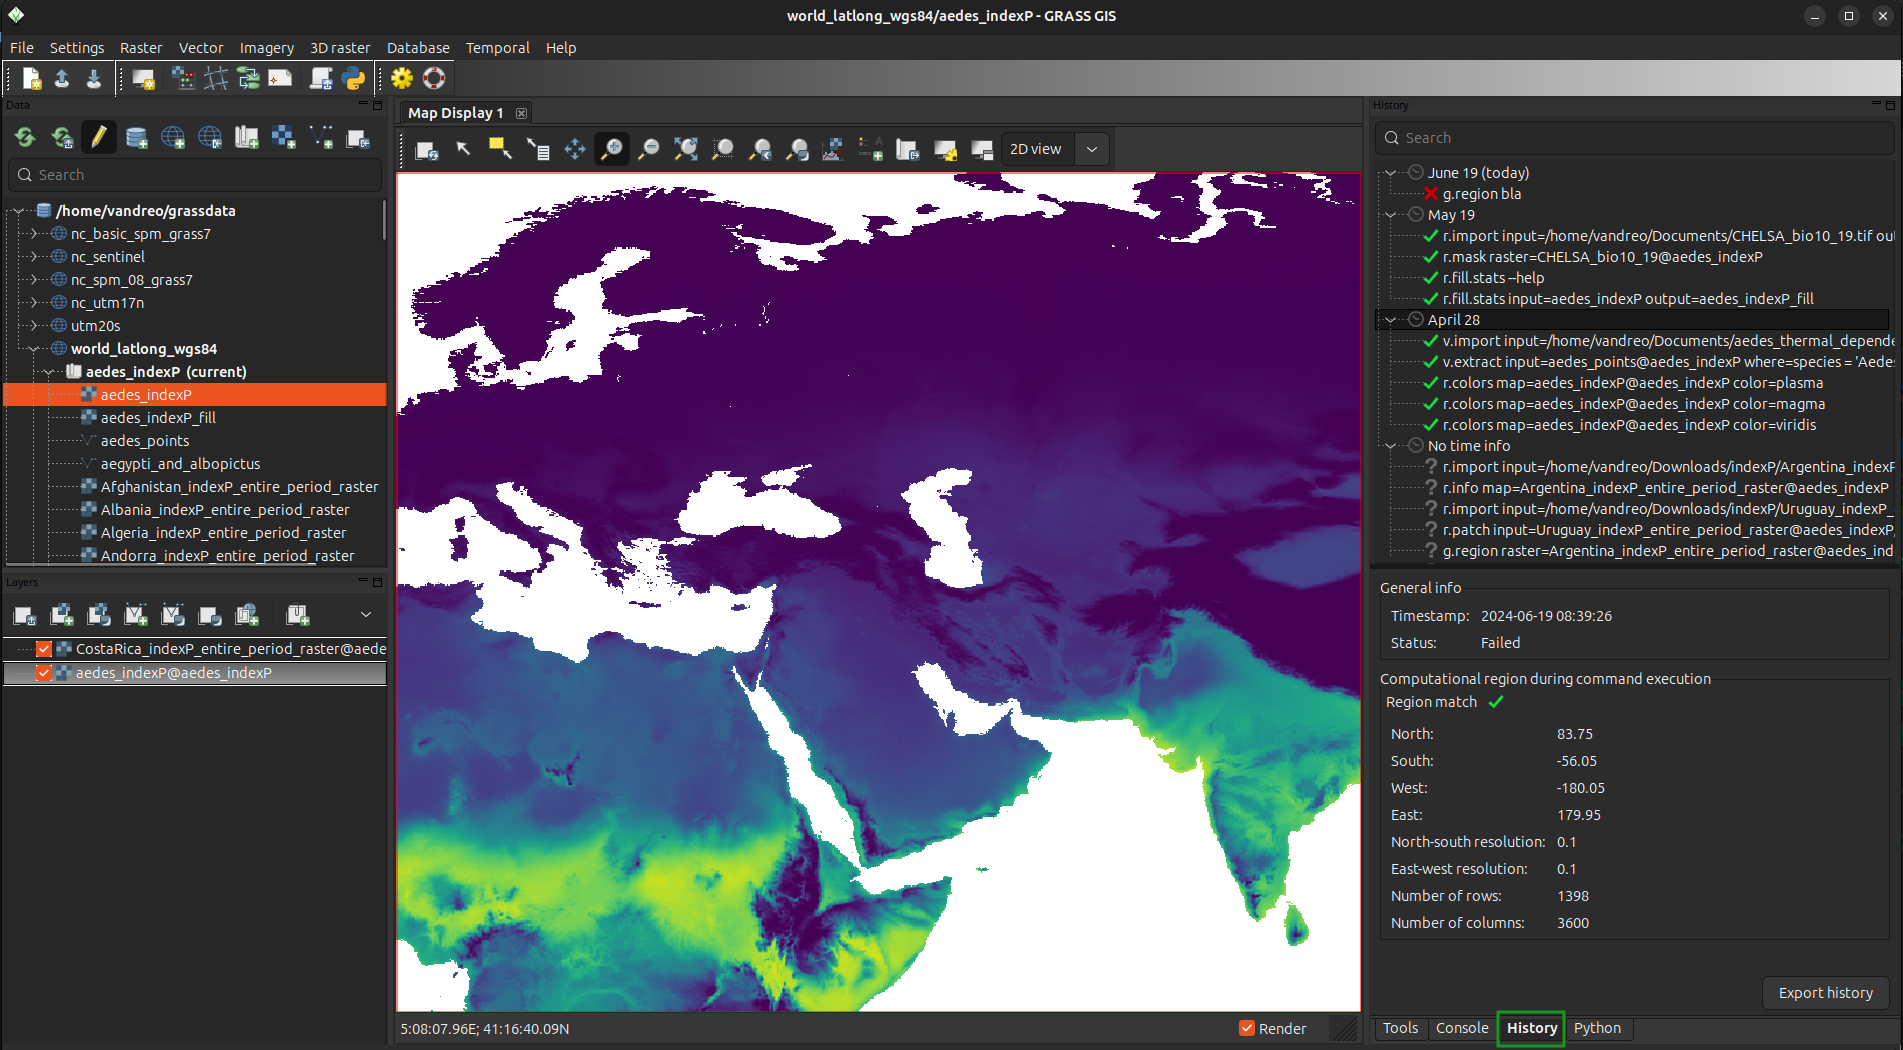 world_latlong_wgs84/aedes_indexP - GRASS GIS
File Settings Raster Vector Imagery 3D raster Database Temporal Help
Data
Search
/home/vandreo/grassdata
nc_basic_spm_grass7
nc_sentinel
nc_spm_08_grass7
nc_utm17n
utm20s
world_latlong_wgs84
aedes_indexP (current)
aedes_indexP
aedes_indexP_fill
aedes_points
aegypti_and_albopictus
Afghanistan_indexP_entire_period_raster
Albania_indexP_entire_period_raster
Algeria_indexP_entire_period_raster
Andorra_indexP_entire_period_raster
Layers
CostaRica_indexP_entire_period_raster@aede
aedes_indexP@aedes_indexP
Map Display 1
2D view
5:08:07.96E; 41:16:40.09N
Render
History
Search
June 19 (today)
g.region bla
May 19
r.import input=/home/vandreo/Documents/CHELSA_bio10_19.tif ou
r.mask raster=CHELSA_bio10_19@aedes_indexP
r.fill.stats --help
r.fill.stats input=aedes_indexP output=aedes_indexP_fill
April 28
v.import input=/home/vandreo/Documents/aedes_thermal_depende
v.extract input=aedes_points@aedes_indexP where=species = 'Aedes
r.colors map=aedes_indexP@aedes_indexP color=plasma
r.colors map=aedes_indexP@aedes_indexP color=magma
r.colors map=aedes_indexP@aedes_indexP color=viridis
No time info
r.import input=/home/vandreo/Downloads/indexP/Argentina_indexP
r.info map=Argentina_indexP_entire_period_raster@aedes_indexP
r.import input=/home/vandreo/Downloads/indexP/Uruguay_indexP_
r.patch input=Uruguay_indexP_entire_period_raster@aedes_indexP,
g.region raster=Argentina_indexP_entire_period_raster@aedes_ind
General info
Timestamp: 2024-06-19 08:39:26
Status: Failed
Computational region during command execution
Region match
North: 83.75
South: -56.05
West: -180.05
East: 179.95
North-south resolution: 0.1
East-west resolution: 0.1
Number of rows: 1398
Number of columns: 3600
Export history
Tools Console History Python